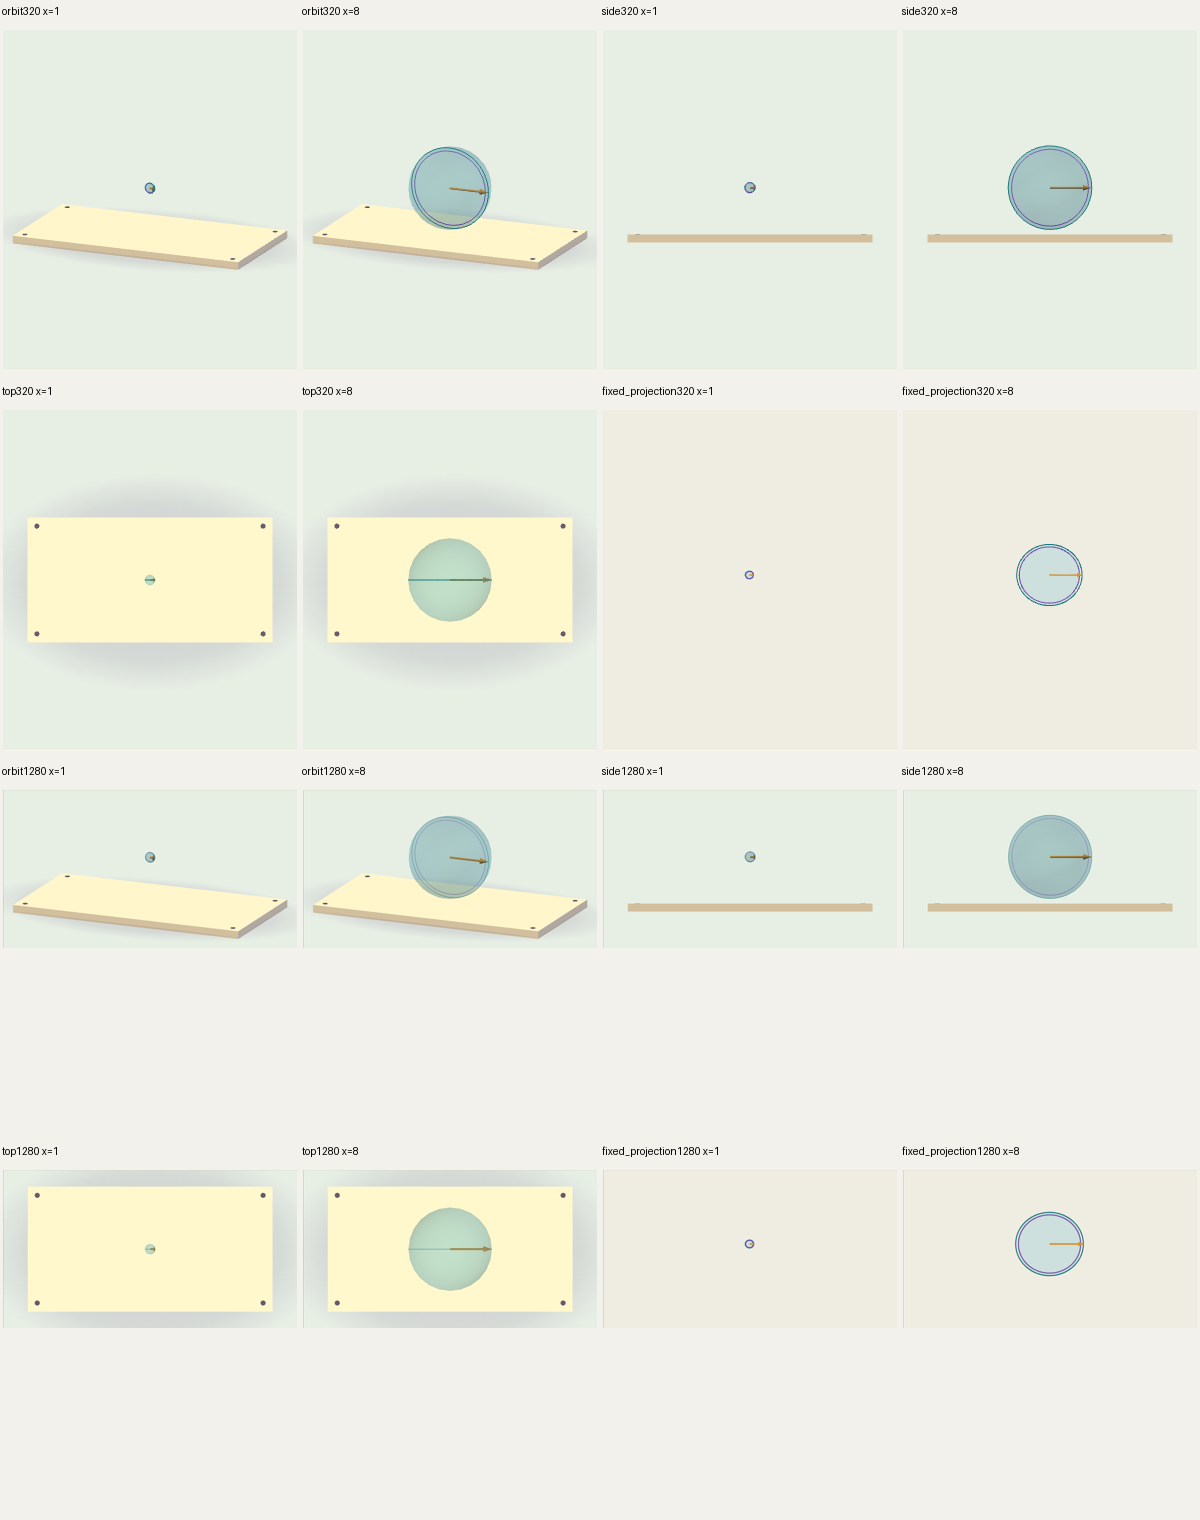 orbit320 x=1
orbit320 x=8
side320 x=1
side320 x=8
top320 x=1
top320 x=8
fixed_projection320 x=1
fixed_projection320 x=8
orbit1280 x=1
orbit1280 x=8
side1280 x=1
side1280 x=8
top1280 x=1
top1280 x=8
fixed_projection1280 x=1
fixed_projection1280 x=8